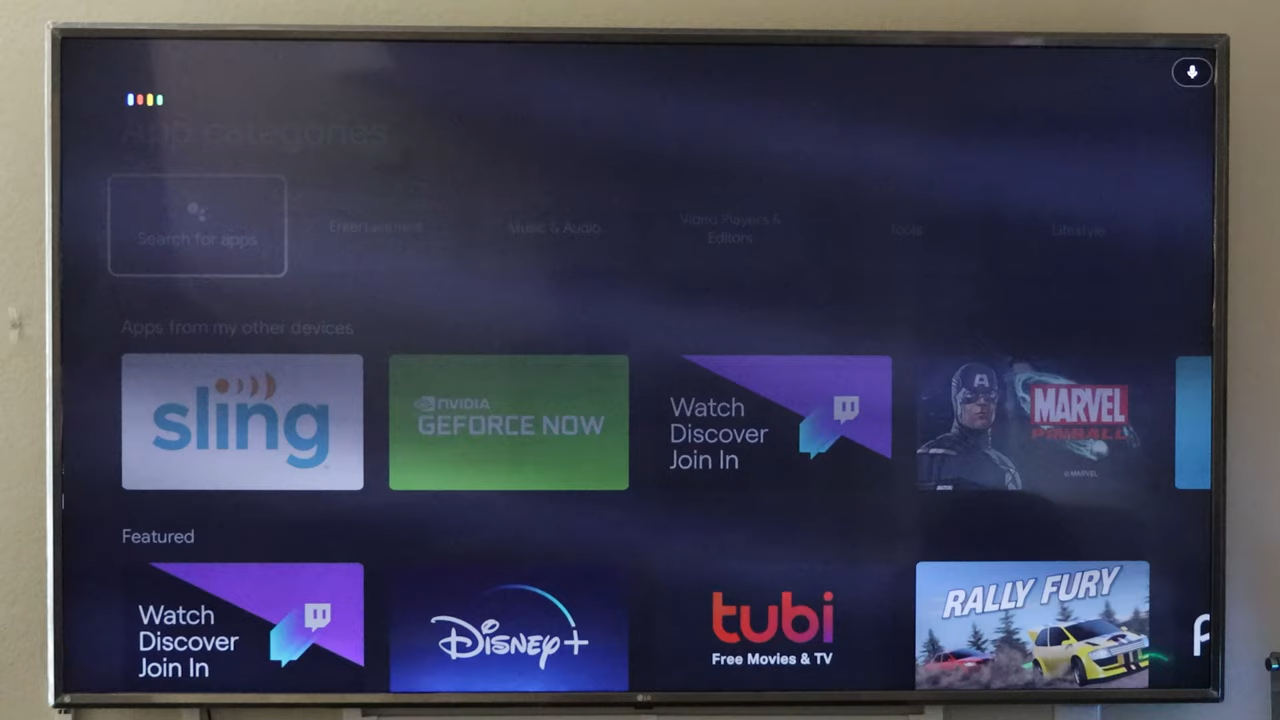 App categories
Search for apps
Entertainment
Music & Audio
Video Players &
Editors
Tools
Lifestyle
Apps from my other devices
sling
NVIDIA
GEFORCE NOW
Watch
Discover
Join In
A
MARVEL
PINBALL
© MARVEL
Featured
Watch
Discover
Join In
Disney+
tubi
Free Movies & TV
RALLY FURY
LG